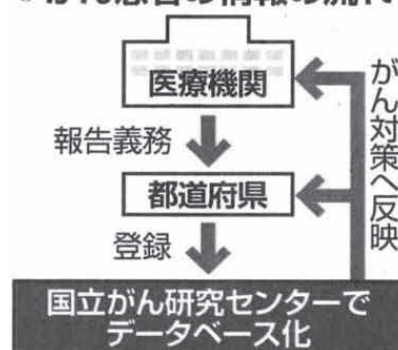 医療機関
報告義務
都道府県
登録
国立がん研究センターで
データベース化
がん対策へ反映